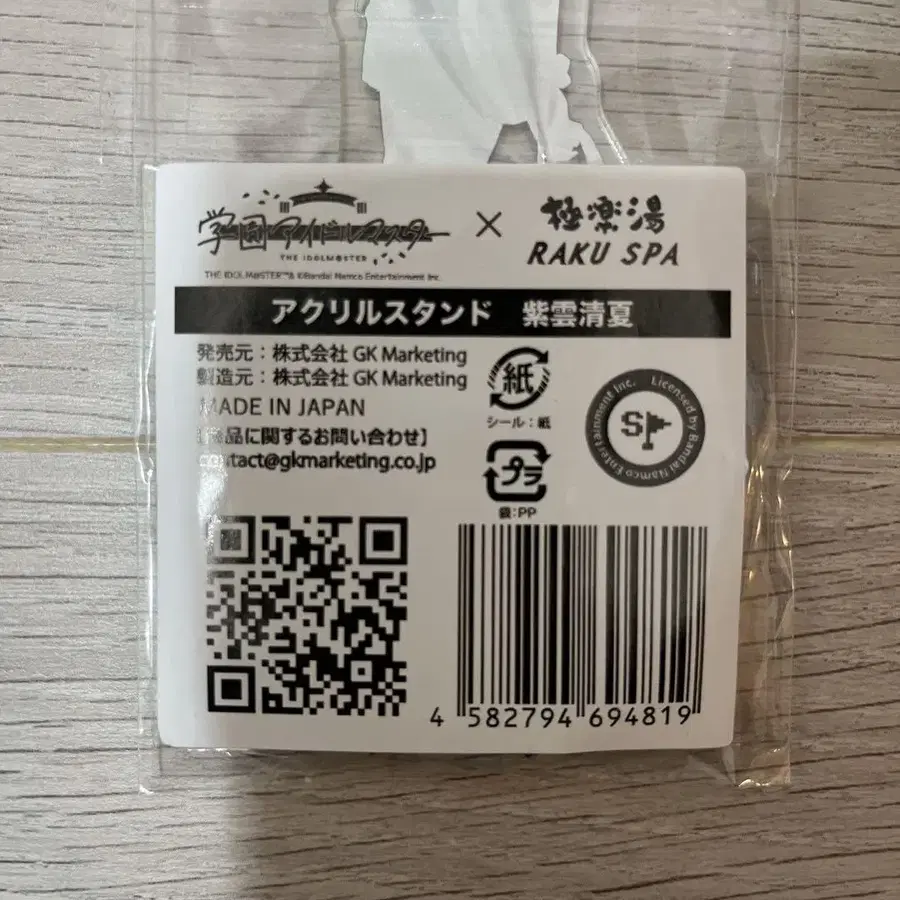 学園アイドルマスター
THE IDOLM@STER
×
極楽湯
RAKU SPA
THE IDOLM@STER™& ©Bandai Namco Entertainment Inc.
アクリルスタンド 紫雲清夏
発売元：株式会社 GK Marketing
製造元：株式会社 GK Marketing
MADE IN JAPAN
【商品に関するお問い合わせ】
contact@gkmarketing.co.jp
紙
シール：紙
プラ
袋：PP
Licensed by Bandai Namco Entertainment Inc.
S
4 582794 694819